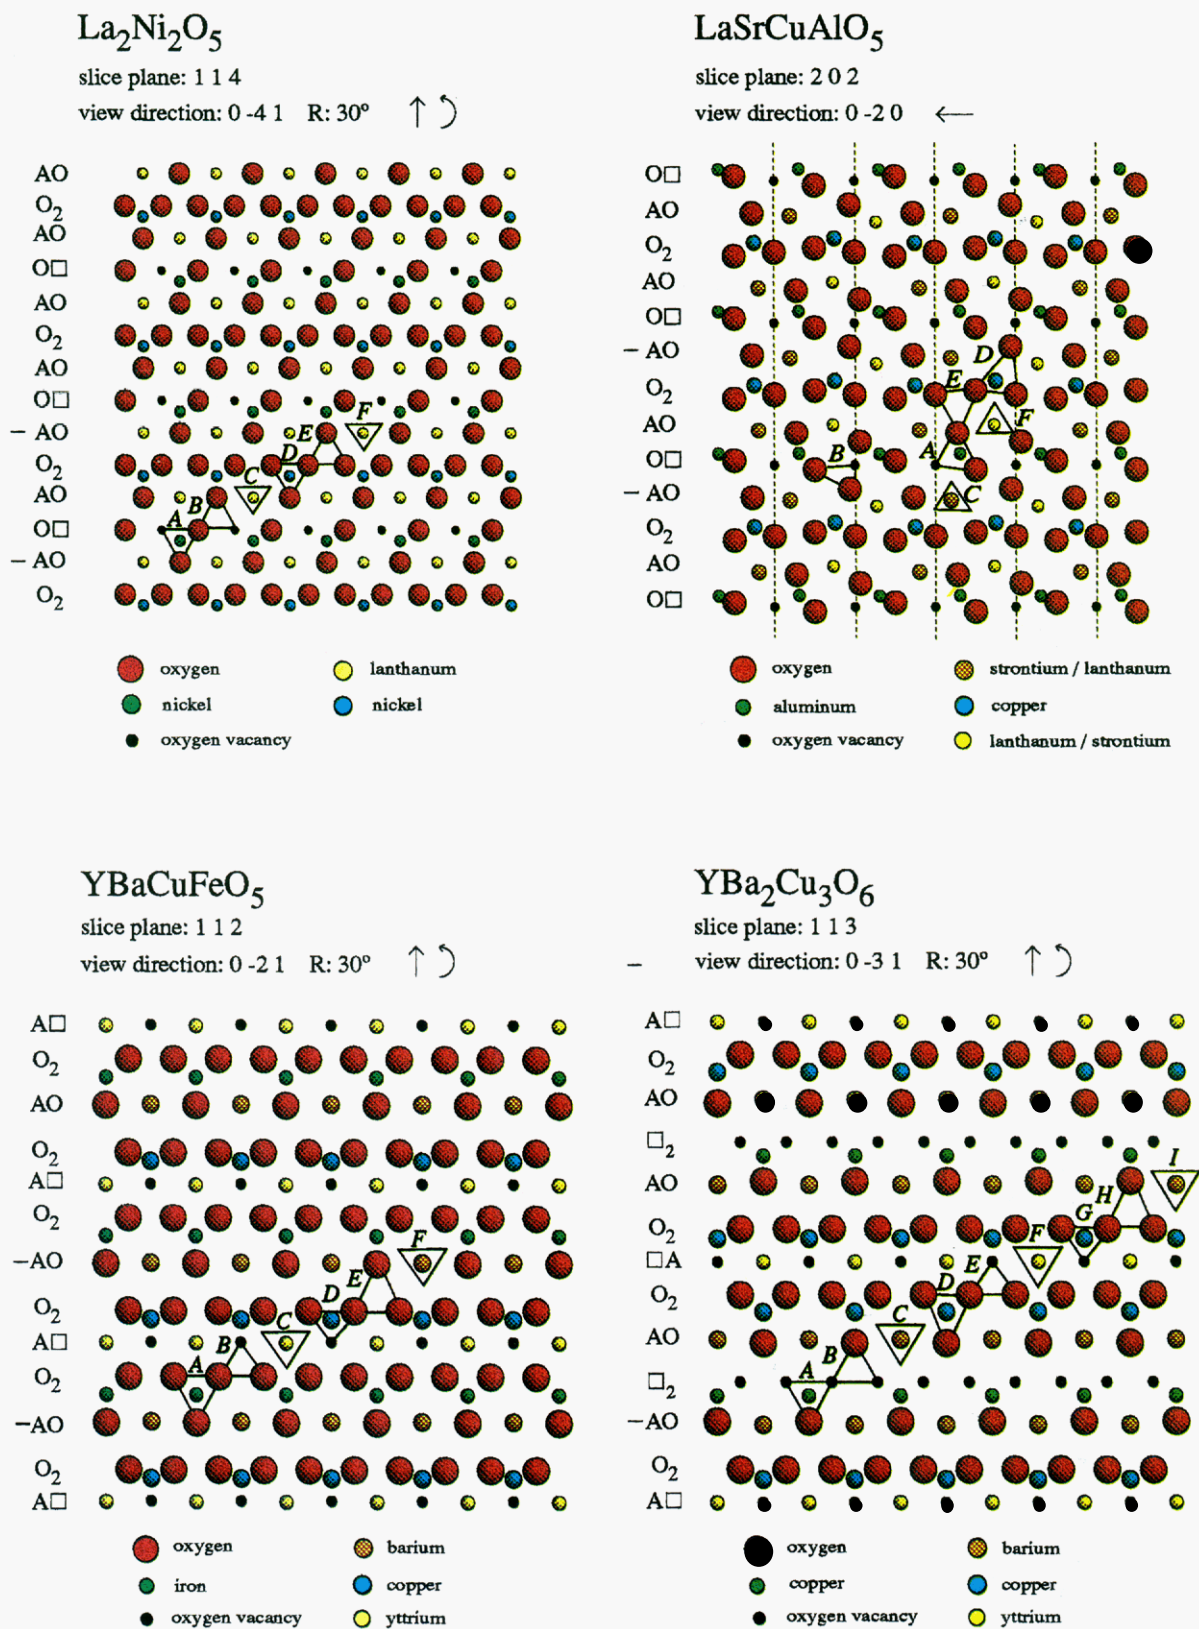 La2Ni2O5
slice plane: 1 1 4
view direction: 0 -4 1 R: 30° ↑
AO
O2
AO
O□
AO
O2
AO
O□
– AO
O2
AO
O□
– AO
O2
A
B
C
D
E
F
oxygen
lanthanum
nickel
nickel
oxygen vacancy
LaSrCuAlO5
slice plane: 2 0 2
view direction: 0 -2 0 ←
O□
AO
O2
AO
O□
– AO
O2
AO
O□
– AO
O2
AO
O□
D
E
F
A
B
C
oxygen
strontium / lanthanum
aluminum
copper
oxygen vacancy
lanthanum / strontium
YBaCuFeO5
slice plane: 1 1 2
view direction: 0 -2 1 R: 30° ↑
A□
O2
AO
O2
A□
O2
–AO
O2
A□
O2
–AO
O2
A□
A
B
C
D
E
F
oxygen
barium
iron
copper
oxygen vacancy
yttrium
YBa2Cu3O6
slice plane: 1 1 3
– view direction: 0 -3 1 R: 30° ↑
A□
O2
AO
□2
AO
O2
□A
O2
AO
□2
–AO
O2
A□
A
B
C
D
E
F
G
H
I
oxygen
barium
copper
copper
oxygen vacancy
yttrium